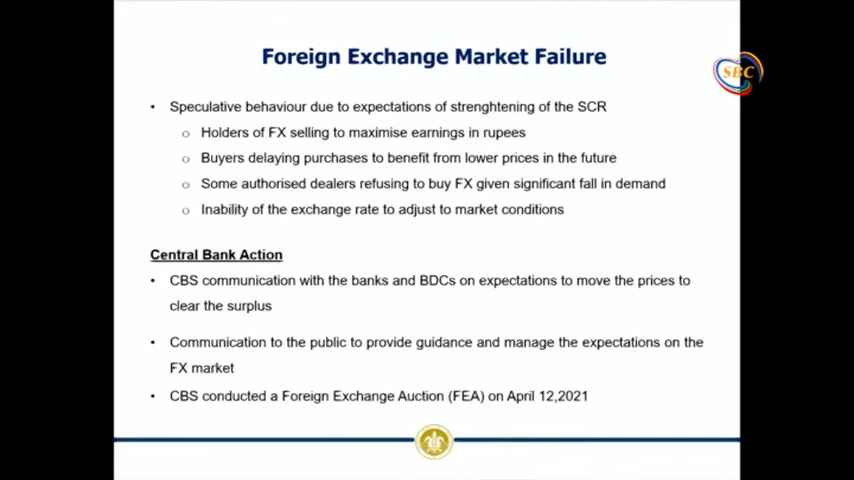 Foreign Exchange Market Failure
SBC
• Speculative behaviour due to expectations of strenghtening of the SCR
o Holders of FX selling to maximise earnings in rupees
o Buyers delaying purchases to benefit from lower prices in the future
o Some authorised dealers refusing to buy FX given significant fall in demand
o Inability of the exchange rate to adjust to market conditions
Central Bank Action
• CBS communication with the banks and BDCs on expectations to move the prices to
clear the surplus
• Communication to the public to provide guidance and manage the expectations on the
FX market
• CBS conducted a Foreign Exchange Auction (FEA) on April 12,2021